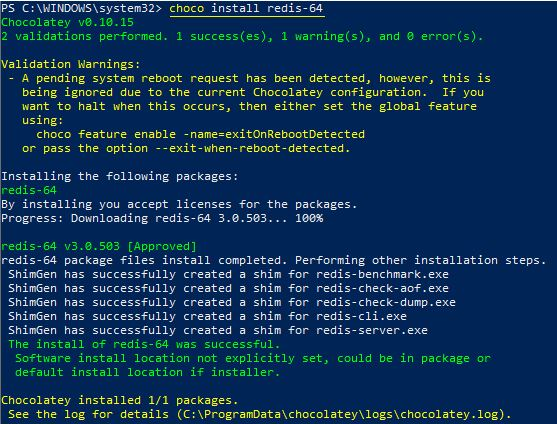 PS C:\WINDOWS\system32> choco install redis-64
Chocolatey v0.10.15
2 validations performed. 1 success(es), 1 warning(s), and 0 error(s).
Validation Warnings:
- A pending system reboot request has been detected, however, this is
being ignored due to the current Chocolatey configuration. If you
want to halt when this occurs, then either set the global feature
using:
choco feature enable -name=exitOnRebootDetected
or pass the option --exit-when-reboot-detected.
Installing the following packages:
redis-64
By installing you accept licenses for the packages.
Progress: Downloading redis-64 3.0.503... 100%
redis-64 v3.0.503 [Approved]
redis-64 package files install completed. Performing other installation steps.
ShimGen has successfully created a shim for redis-benchmark.exe
ShimGen has successfully created a shim for redis-check-aof.exe
ShimGen has successfully created a shim for redis-check-dump.exe
ShimGen has successfully created a shim for redis-cli.exe
ShimGen has successfully created a shim for redis-server.exe
The install of redis-64 was successful.
Software install location not explicitly set, could be in package or
default install location if installer.
Chocolatey installed 1/1 packages.
See the log for details (C:\ProgramData\chocolatey\logs\chocolatey.log).